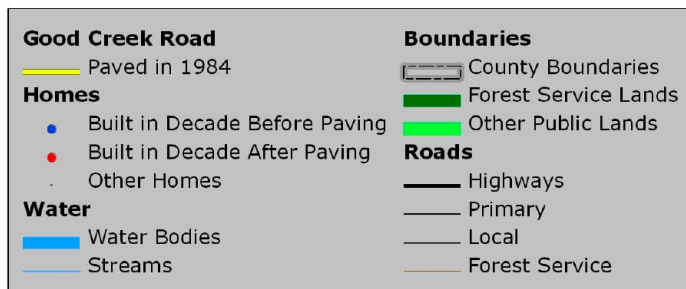 Good Creek Road
Paved in 1984
Homes
Built in Decade Before Paving
Built in Decade After Paving
Other Homes
Water
Water Bodies
Streams
Boundaries
County Boundaries
Forest Service Lands
Other Public Lands
Roads
Highways
Primary
Local
Forest Service